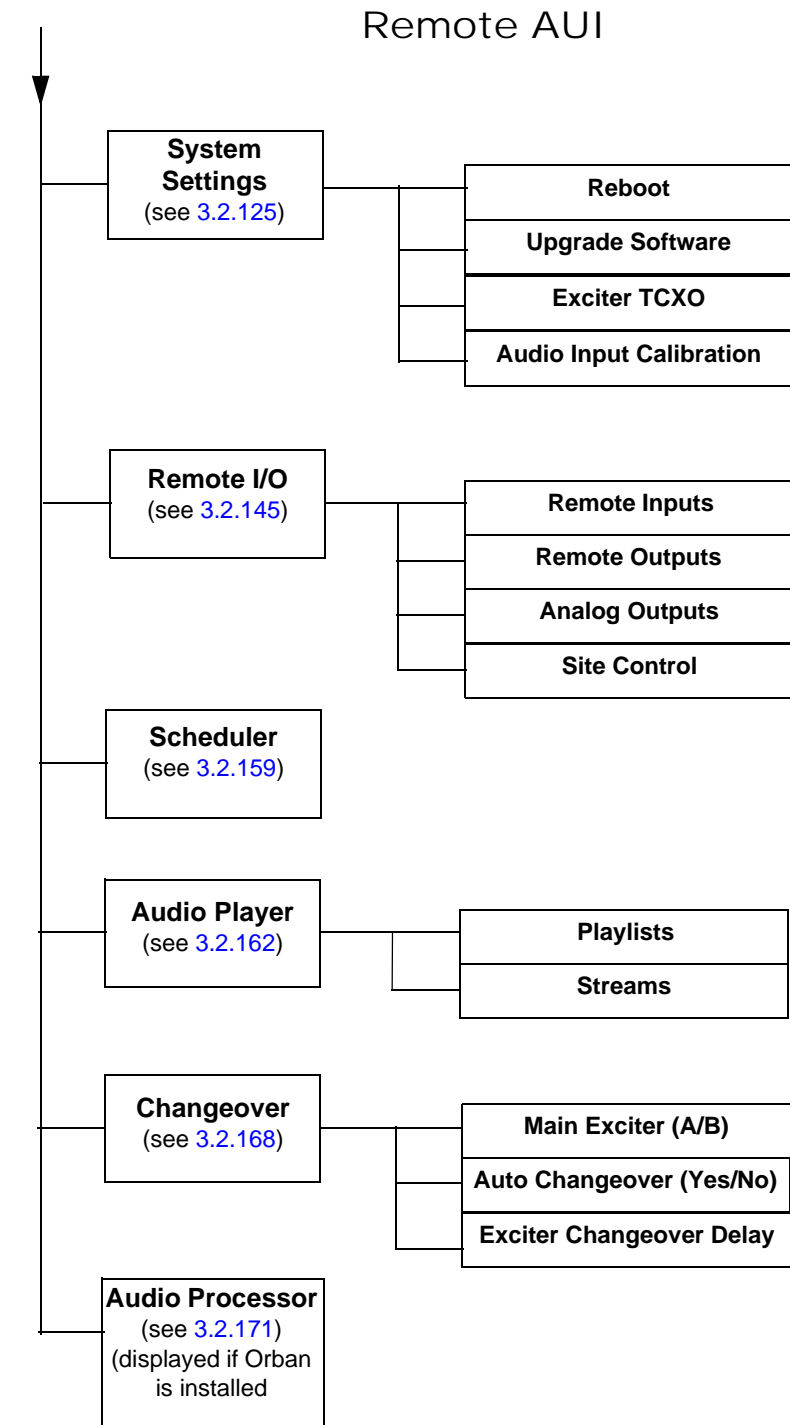 Remote AUI
System
Settings
(see 3.2.125)
Reboot
Upgrade Software
Exciter TCXO
Audio Input Calibration
Remote I/O
(see 3.2.145)
Remote Inputs
Remote Outputs
Analog Outputs
Site Control
Scheduler
(see 3.2.159)
Audio Player
(see 3.2.162)
Playlists
Streams
Changeover
(see 3.2.168)
Main Exciter (A/B)
Auto Changeover (Yes/No)
Exciter Changeover Delay
Audio Processor
(see 3.2.171)
(displayed if Orban
is installed